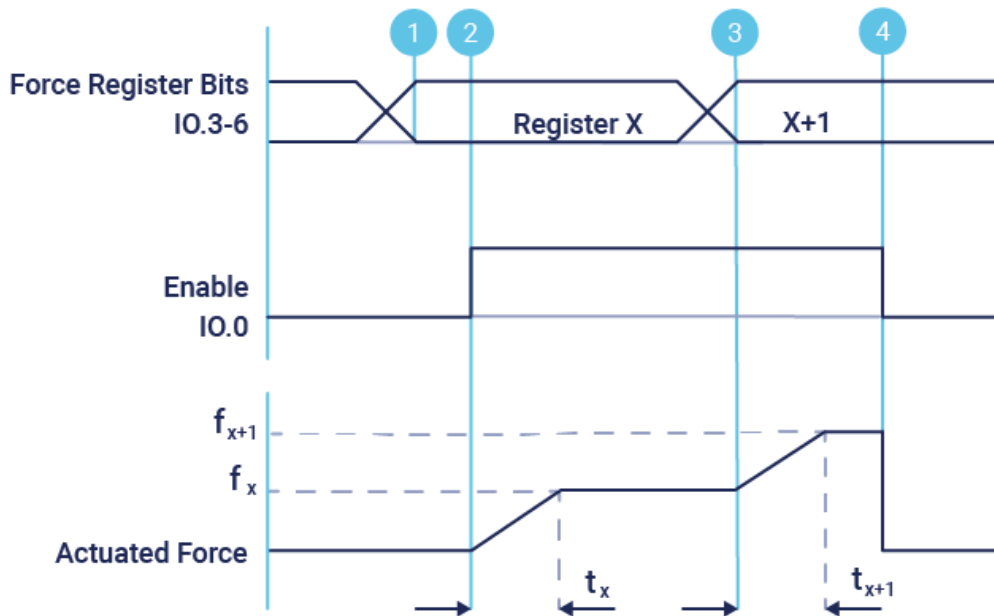 1 2 3 4
Force Register Bits
IO.3-6
Register X X+1
Enable
IO.0
fx+1
fx
Actuated Force
tx tx+1